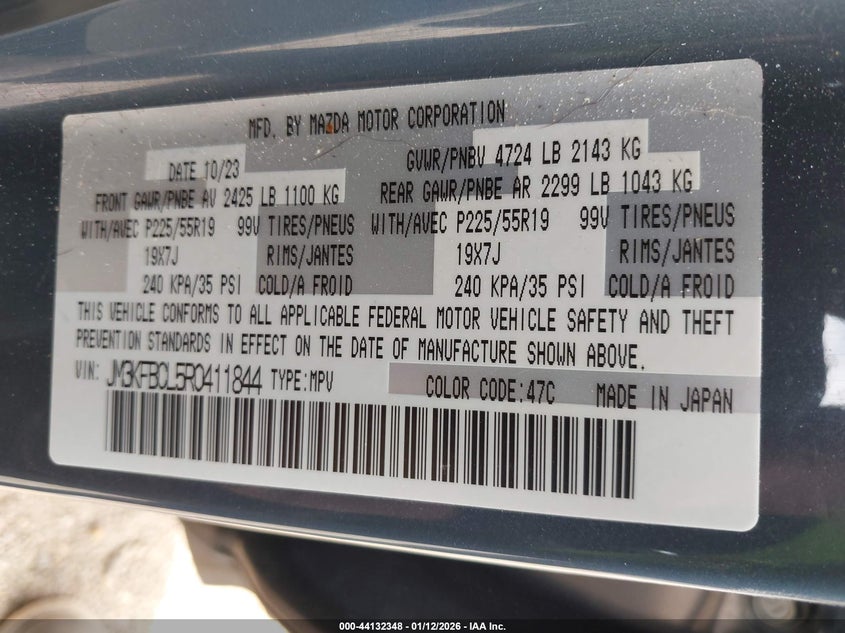 MFD. BY MAZDA MOTOR CORPORATION
DATE 10/23 GVWR/PNBV 4724 LB 2143 KG
FRONT GAWR/PNBE AV 2425 LB 1100 KG REAR GAWR/PNBE AR 2299 LB 1043 KG
WITH/AVEC P225/55R19 99V TIRES/PNEUS WITH/AVEC P225/55R19 99V TIRES/PNEUS
19X7J RIMS/JANTES 19X7J RIMS/JANTES
240 KPA/35 PSI COLD/A FROID 240 KPA/35 PSI COLD/A FROID
THIS VEHICLE CONFORMS TO ALL APPLICABLE FEDERAL MOTOR VEHICLE SAFETY AND THEFT
PREVENTION STANDARDS IN EFFECT ON THE DATE OF MANUFACTURE SHOWN ABOVE.
VIN: JM3KFBCL5R0411844 TYPE:MPV COLOR CODE:47C MADE IN JAPAN
000-44132348 - 01/12/2026 - IAA Inc.